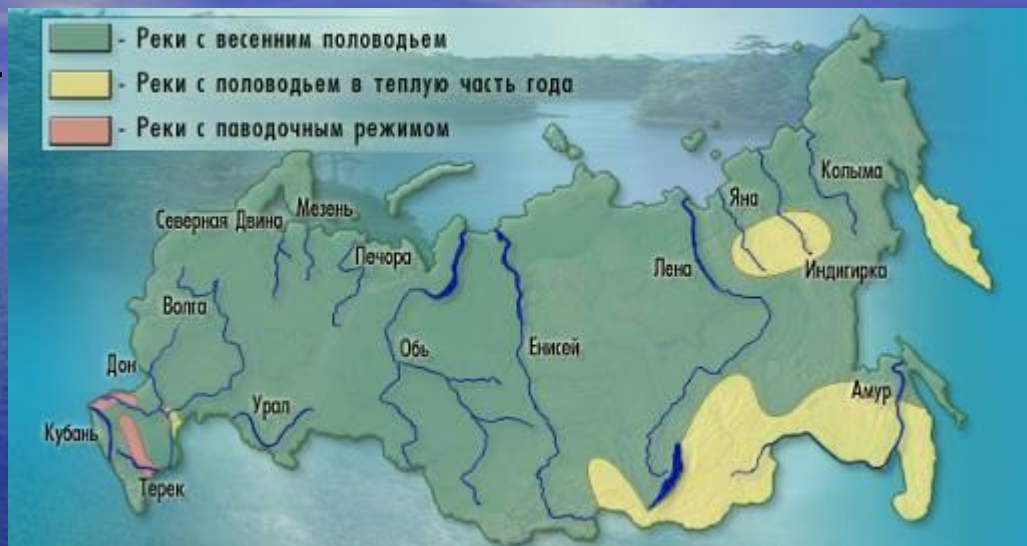 - Реки с весенним половодьем
- Реки с половодьем в теплую часть года
- Реки с паводочным режимом
Колыма
Яна
Мезень
Северная Двина
Печора
Лена
Индигирка
Волга
Обь
Енисей
Дон
Урал
Амур
Кубань
Терек